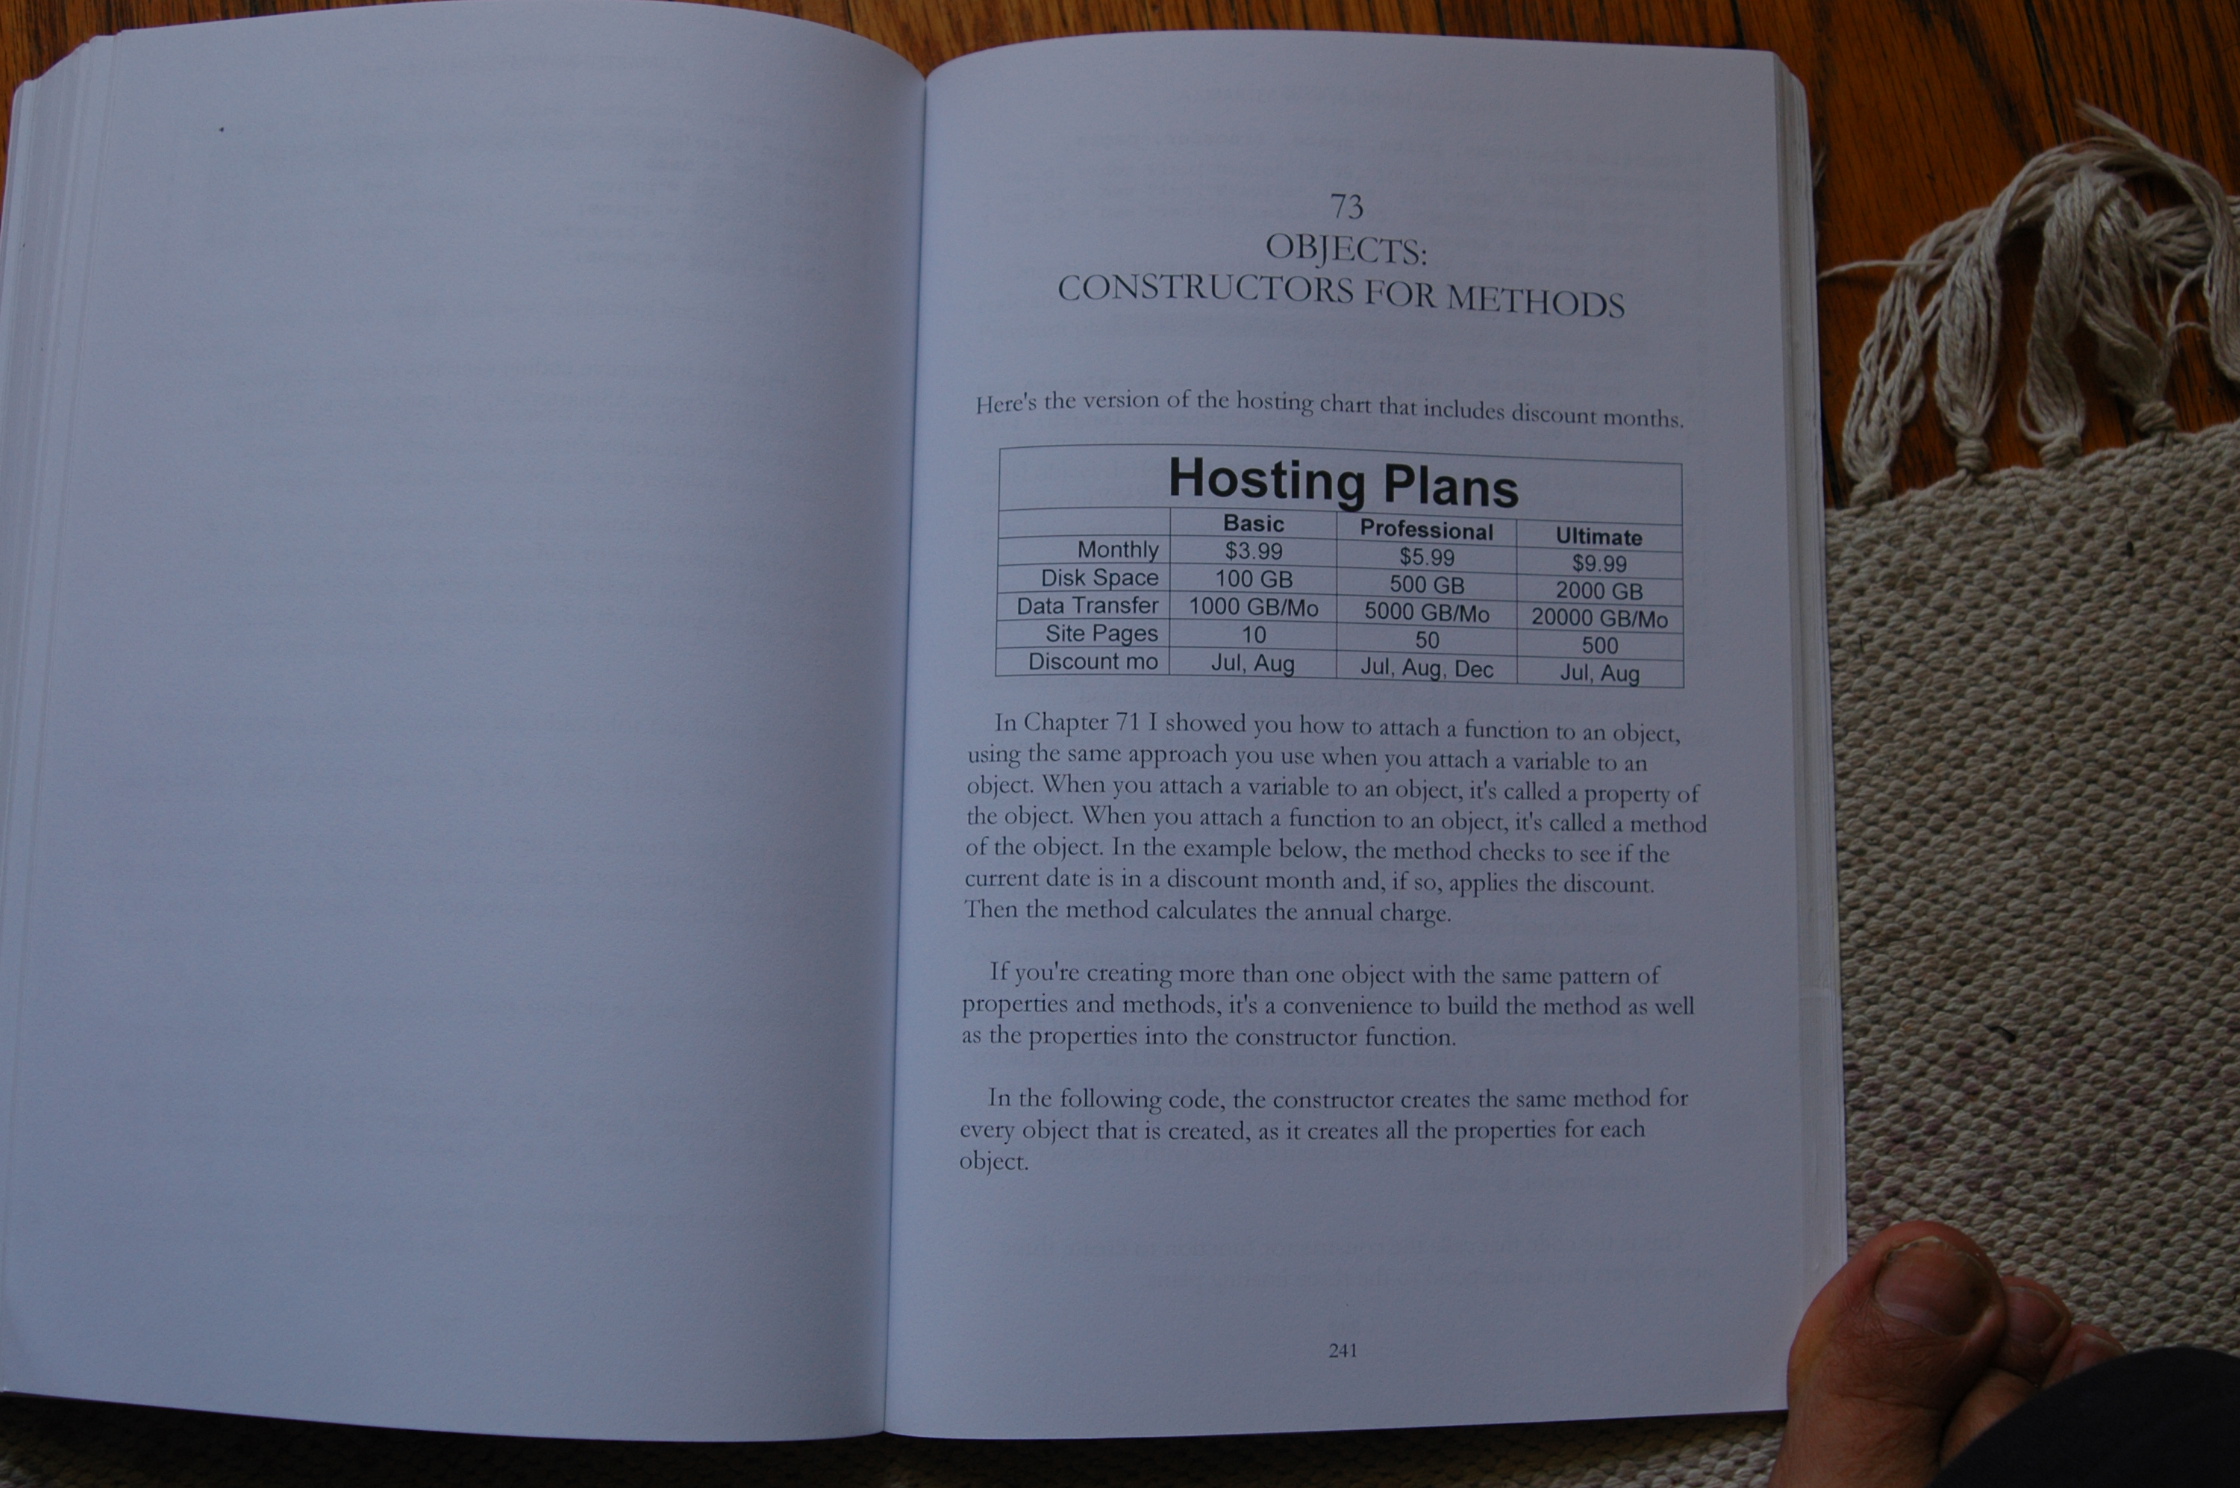 73
OBJECTS:
CONSTRUCTORS FOR METHODS
Here's the version of the hosting chart that includes discount months.
Hosting Plans
Basic Professional Ultimate
Monthly $3.99 $5.99 $9.99
Disk Space 100 GB 500 GB 2000 GB
Data Transfer 1000 GB/Mo 5000 GB/Mo 20000 GB/Mo
Site Pages 10 50 500
Discount mo Jul, Aug Jul, Aug, Dec Jul, Aug
In Chapter 71 I showed you how to attach a function to an object,
using the same approach you use when you attach a variable to an
object. When you attach a variable to an object, it's called a property of
the object. When you attach a function to an object, it's called a method
of the object. In the example below, the method checks to see if the
current date is in a discount month and, if so, applies the discount.
Then the method calculates the annual charge.
If you're creating more than one object with the same pattern of
properties and methods, it's a convenience to build the method as well
as the properties into the constructor function.
In the following code, the constructor creates the same method for
every object that is created, as it creates all the properties for each
object.
241